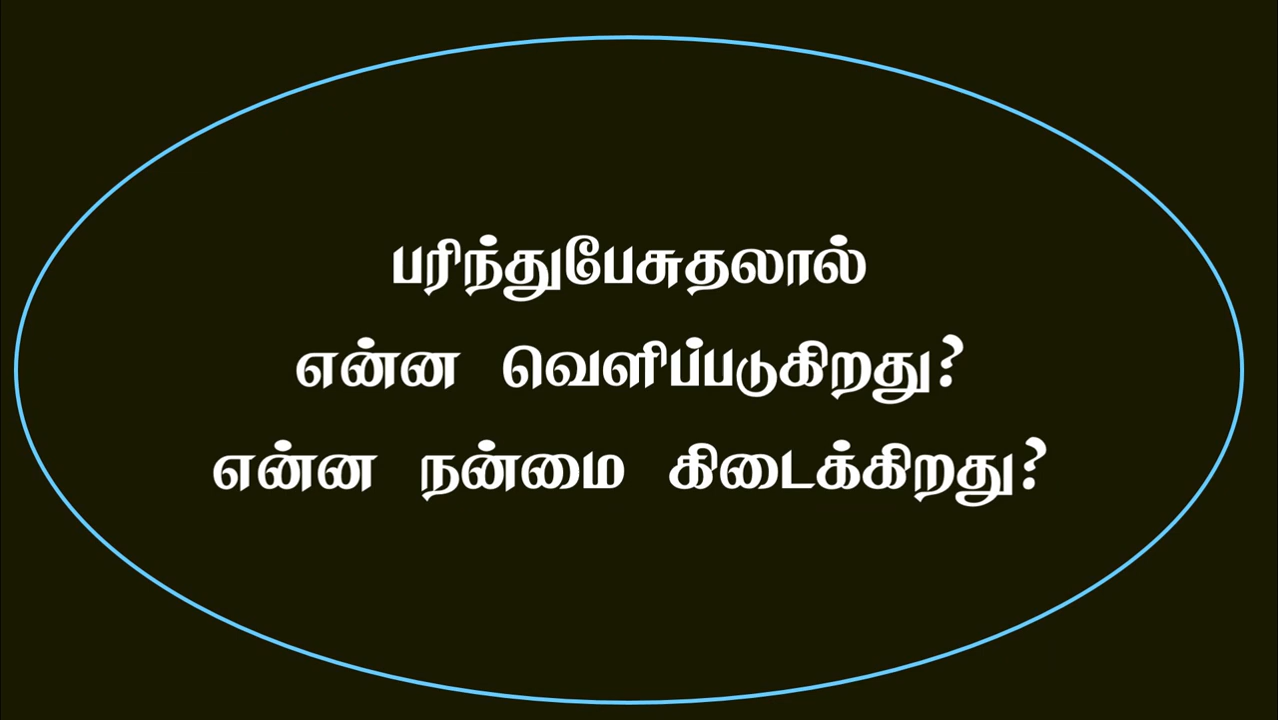 பரிந்துபேசுதலால்
என்ன வெளிப்படுகிறது?
என்ன நன்மை கிடைக்கிறது?